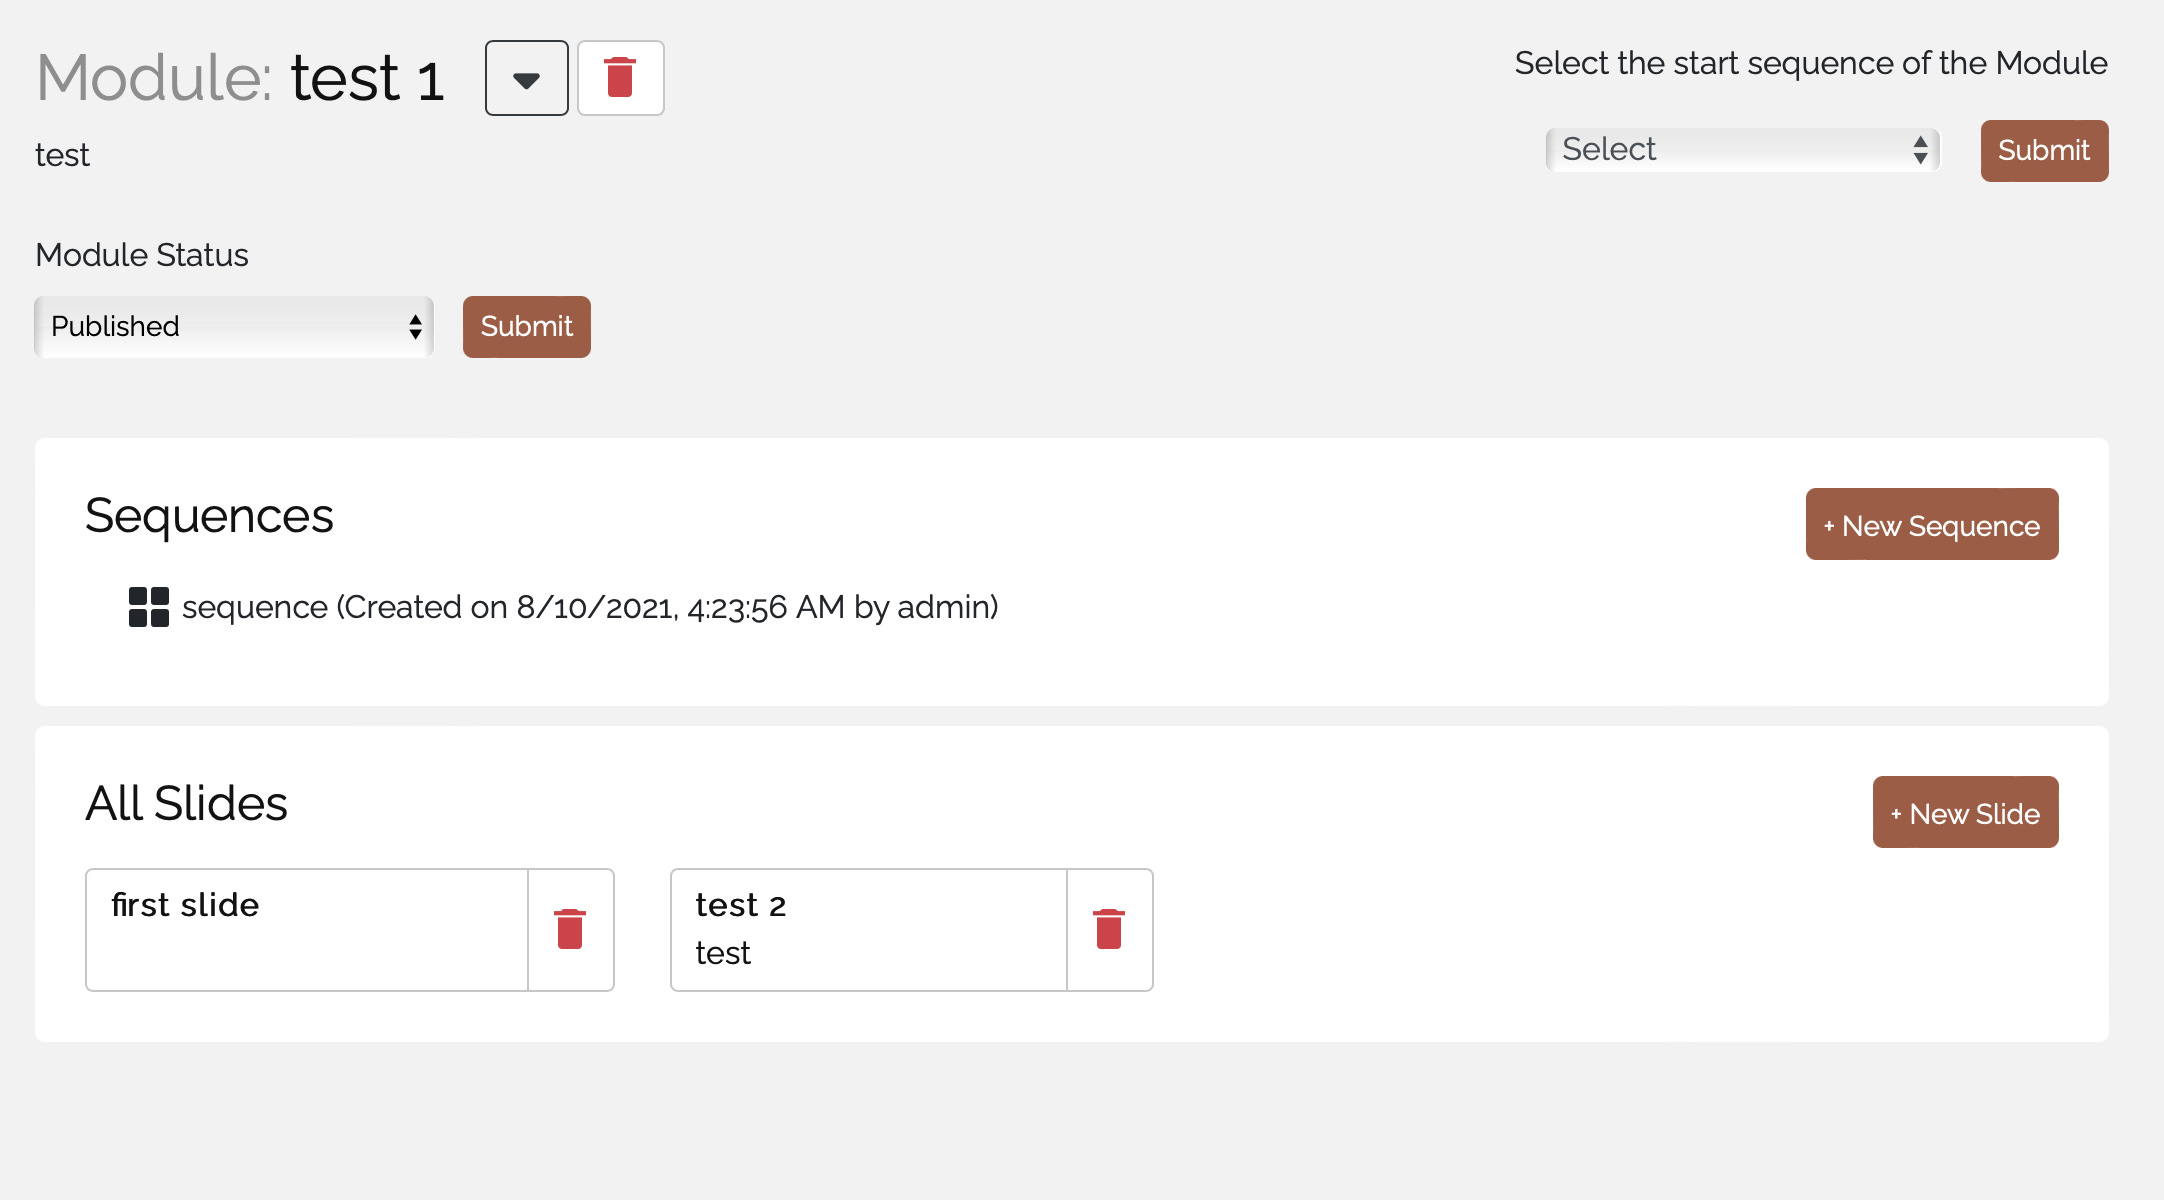 Module: test 1
test
Select the start sequence of the Module
Select
Submit
Module Status
Published
Submit
Sequences
+ New Sequence
sequence (Created on 8/10/2021, 4:23:56 AM by admin)
All Slides
+ New Slide
first slide
test 2
test